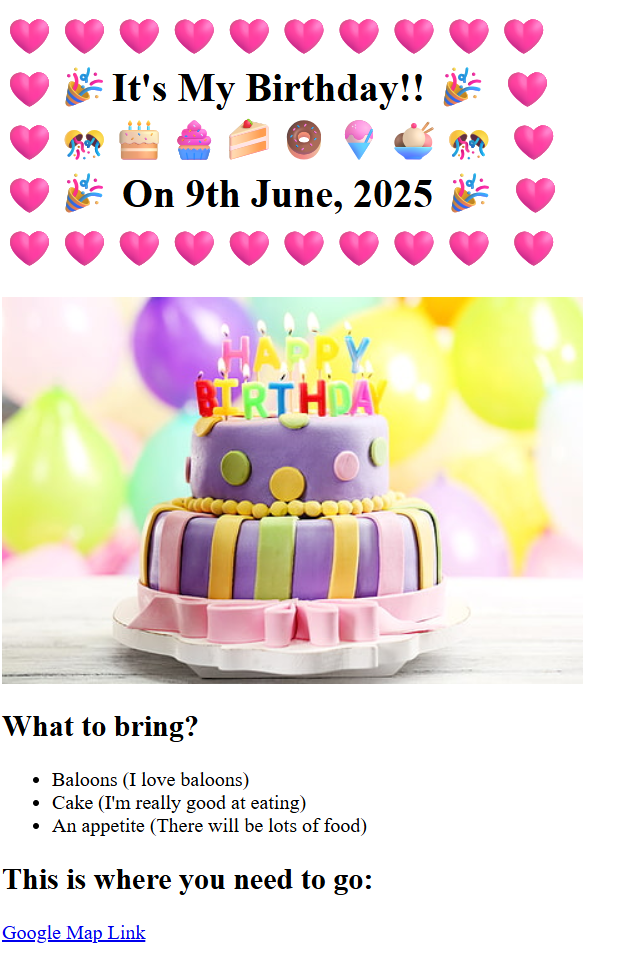 It's My Birthday!!
On 9th June, 2025
HAPPY
BIRTHDAY
What to bring?
Baloons (I love baloons)
Cake (I'm really good at eating)
An appetite (There will be lots of food)
This is where you need to go:
Google Map Link